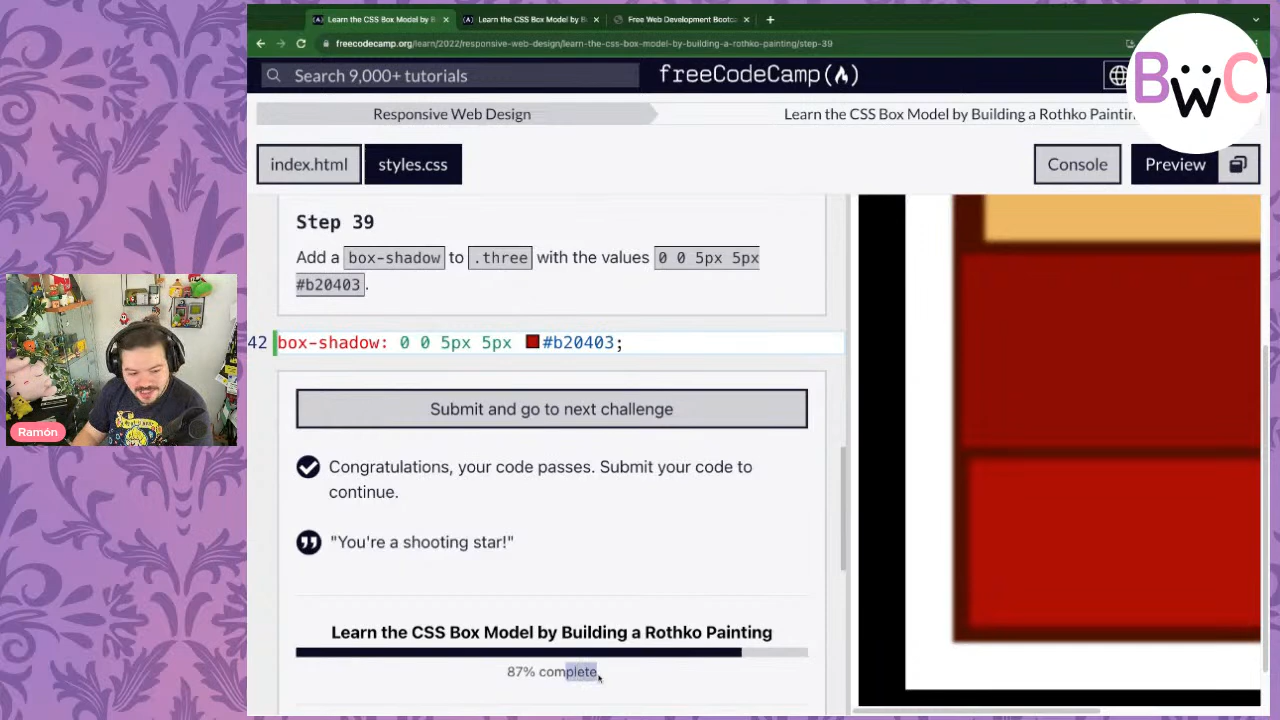 Learn the CSS Box Model by B
Learn the CSS Box Model by B
Free Web Development Bootca
freecodecamp.org/learn/2022/responsive-web-design/learn-the-css-box-model-by-building-a-rothko-painting/step-39
Search 9,000+ tutorials
freeCodeCamp(🔥)
BWC
Responsive Web Design
Learn the CSS Box Model by Building a Rothko Paintin
index.html
styles.css
Console
Preview
Step 39
Add a box-shadow to .three with the values 0 0 5px 5px
#b20403.
42 box-shadow: 0 0 5px 5px #b20403;
Submit and go to next challenge
Congratulations, your code passes. Submit your code to
continue.
"You're a shooting star!"
Learn the CSS Box Model by Building a Rothko Painting
87% complete
Ramón